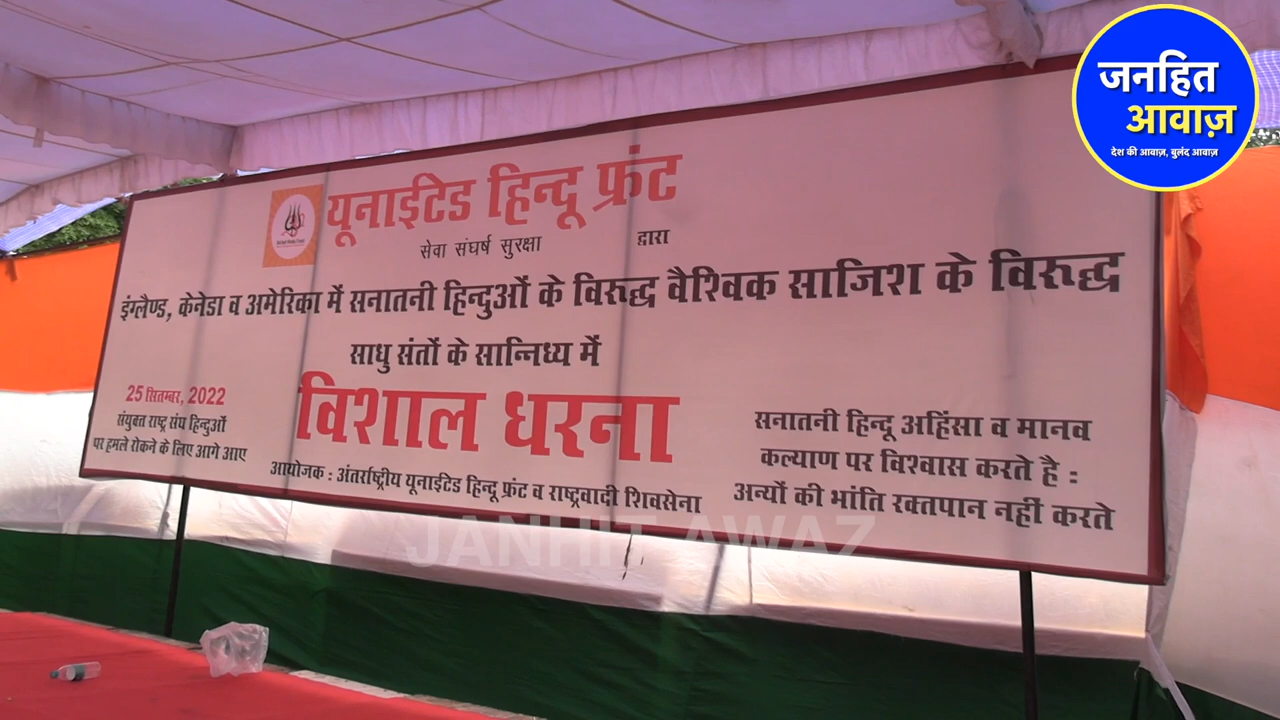 जनहित
आवाज़
देश की आवाज़, बुलंद आवाज़
यूनाईटेड हिन्दू फ्रंट
सेवा संघर्ष सुरक्षा
द्वारा
इंग्लैण्ड, केनेडा व अमेरिका में सनातनी हिन्दुओं के विरूद्ध वैश्विक साजिश के विरूद्ध
साधु संतों के सान्निध्य में
विशाल धरना
25 सितम्बर, 2022
संयुक्त राष्ट्र संघ हिन्दुओं
पर हमले रोकने के लिए आगे आए
आयोजक : अंतर्राष्ट्रीय यूनाईटेड हिन्दू फ्रंट व राष्ट्रवादी शिवसेना
सनातनी हिन्दू अहिंसा व मानव
कल्याण पर विश्वास करते है :
अन्यों की भांति रक्तपान नहीं करते
JANHIT AWAZ